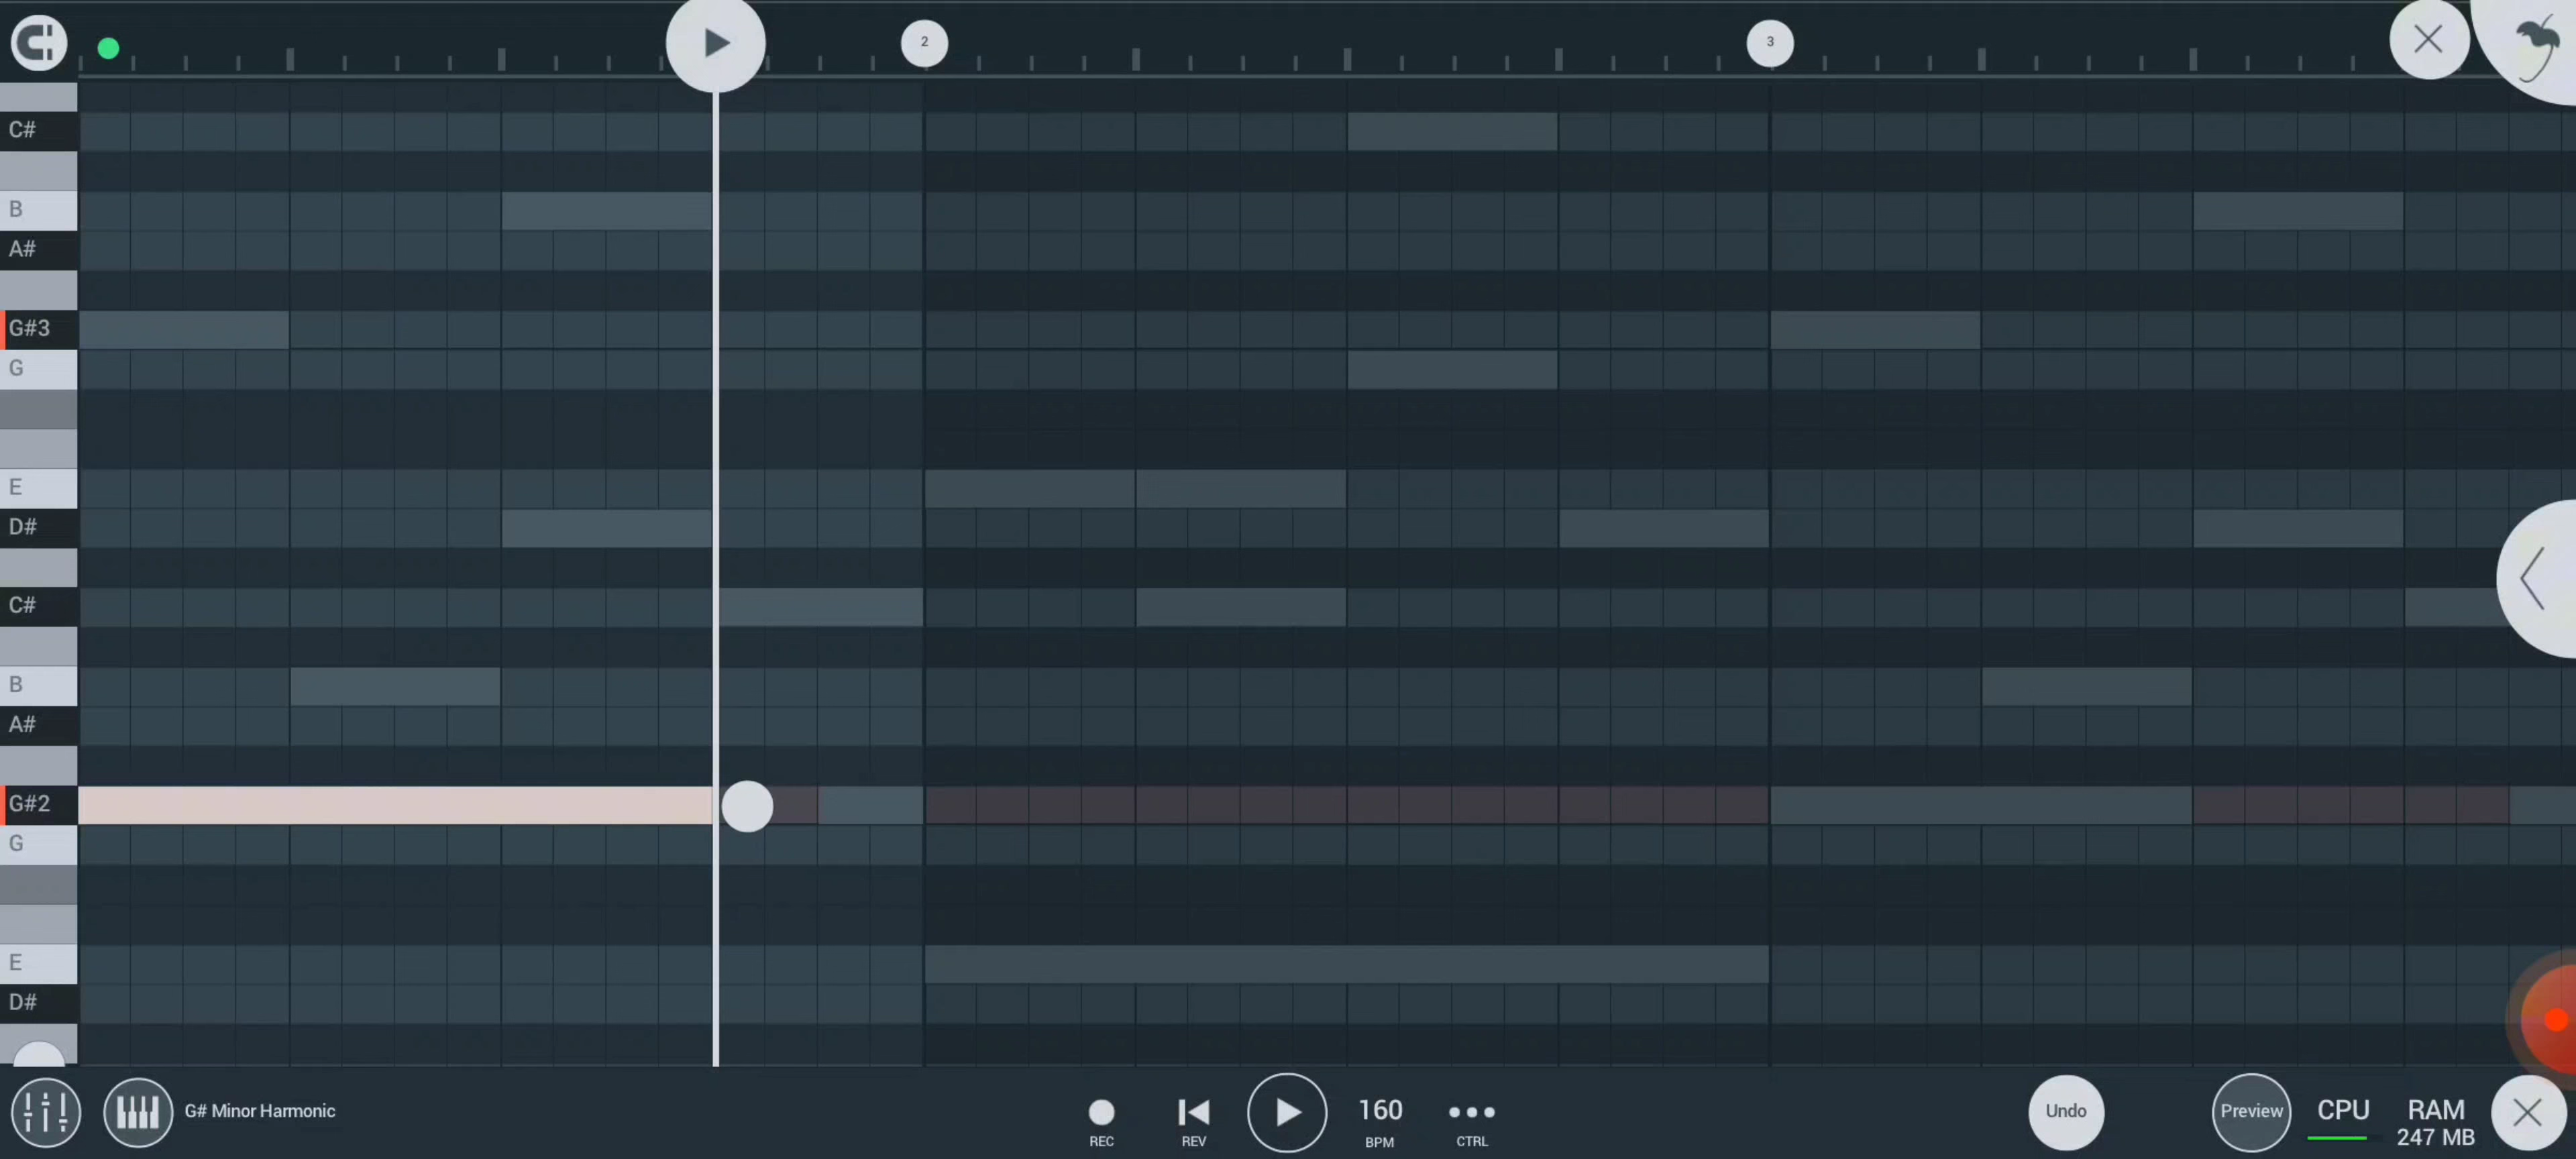 2
3
C#
B
A#
G#3
G
E
D#
C#
B
A#
G#2
G
E
D#
G# Minor Harmonic
REC
REV
160
BPM
CTRL
Undo
Preview
CPU
RAM
247 MB